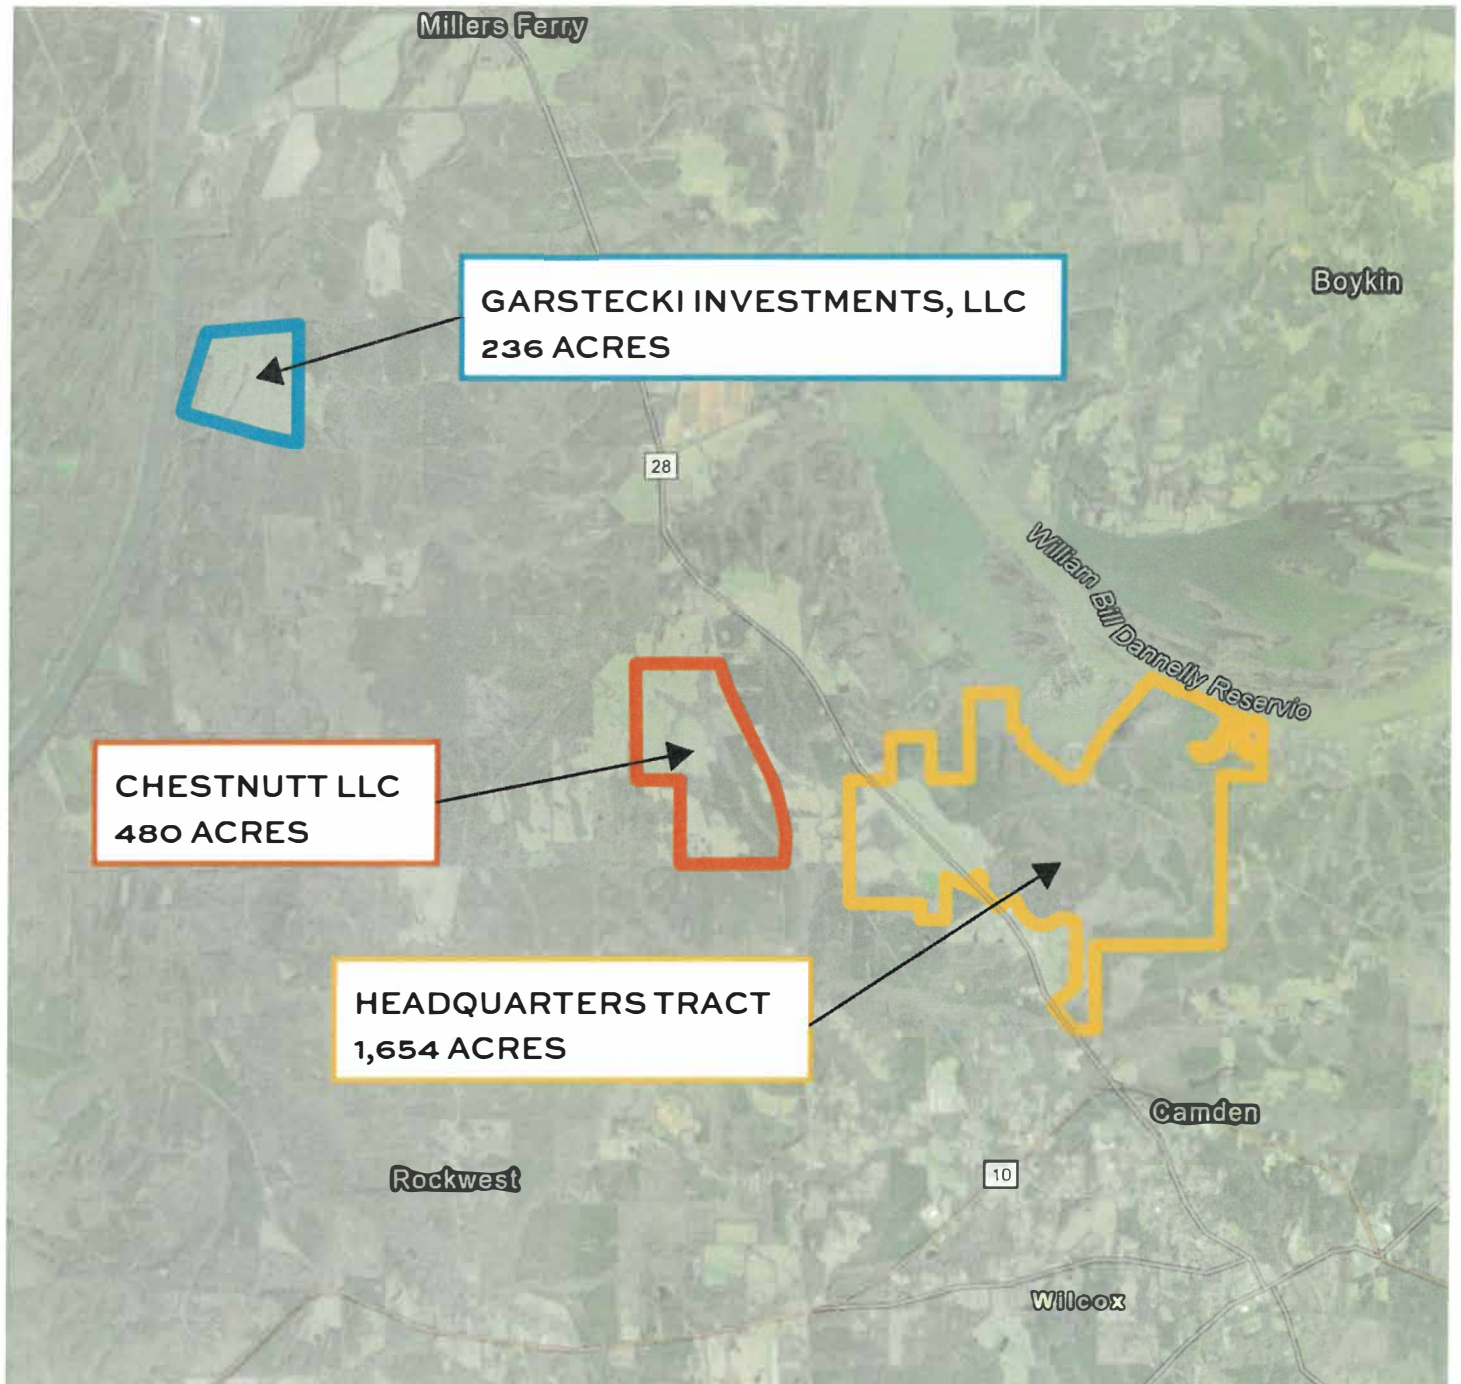 Millers Ferry
GARSTECKI INVESTMENTS, LLC
236 ACRES
Boykin
28
William Bill Dannelly Reservio
CHESTNUTT LLC
480 ACRES
HEADQUARTERS TRACT
1,654 ACRES
Camden
Rockwest
10
Wilcox